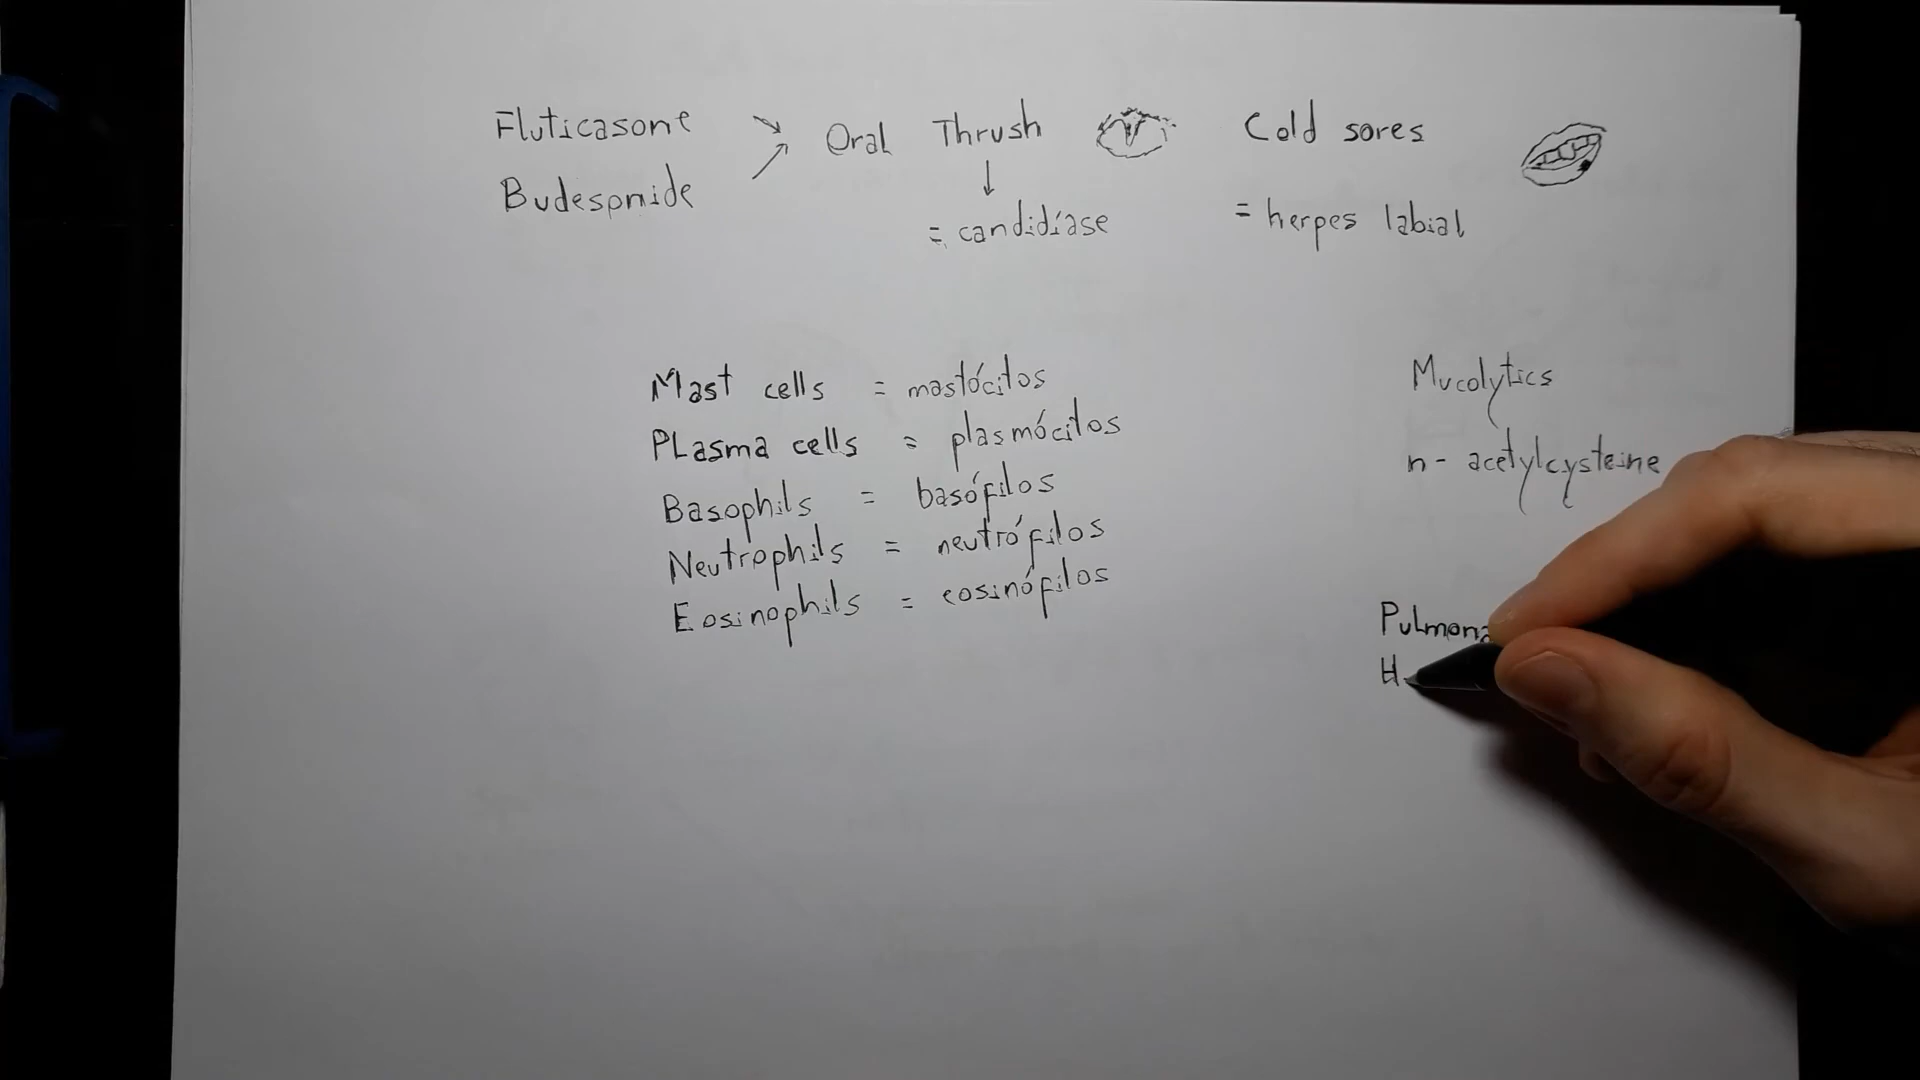 Fluticasone
Budesonide
Oral Thrush
= candidíase
Cold sores
= herpes labial
Mast cells = mastócitos
PLasma cells = plasmócitos
Basophils = basófilos
Neutrophils = neutrófilos
Eosinophils = eosinófilos
Mucolytics
n- acetylcysteine
Pulmona
H